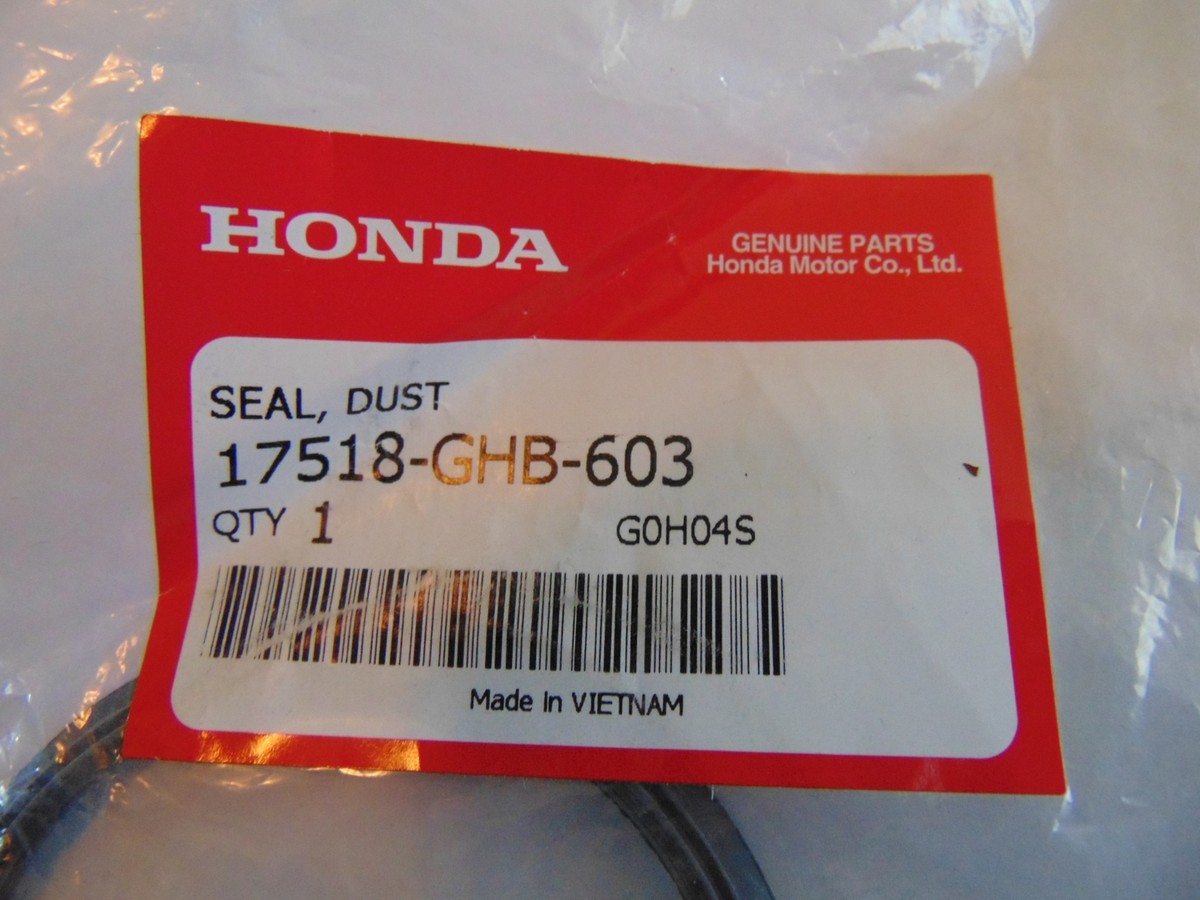 HONDA
GENUINE PARTS
Honda Motor Co., Ltd.
SEAL, DUST
17518-GHB-603
QTY 1 G0H04S
Made in VIETNAM